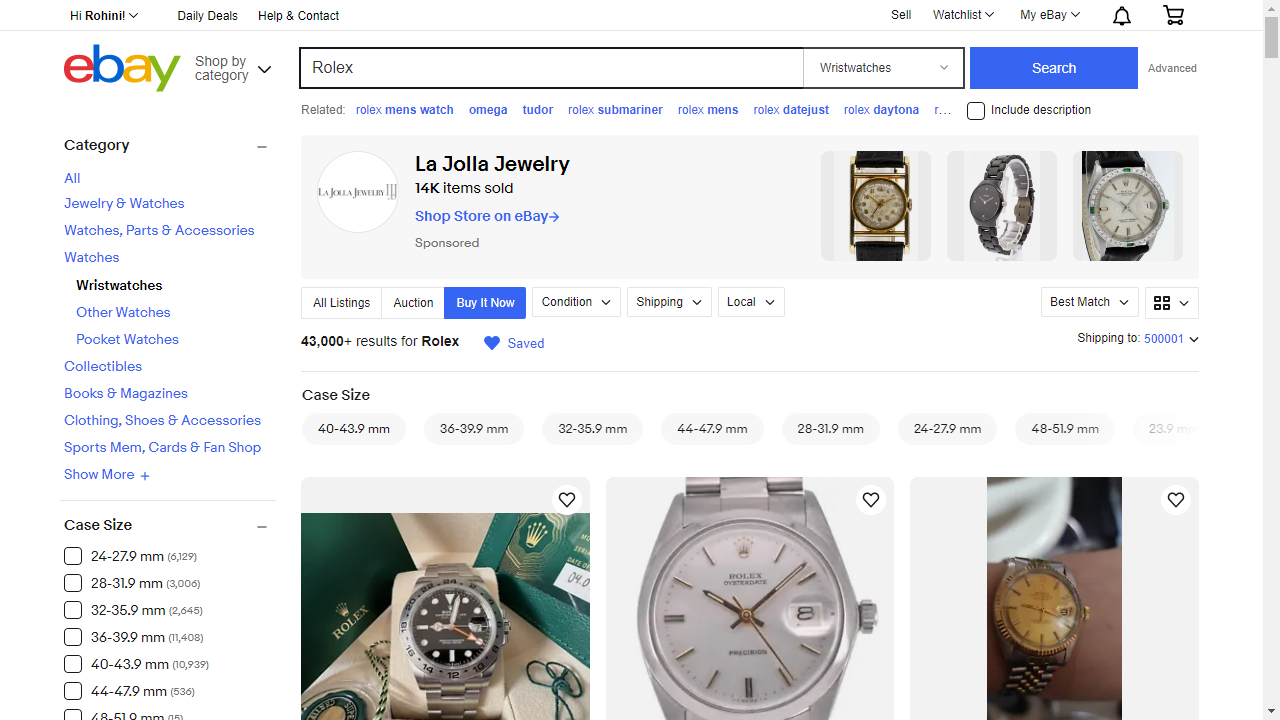 Hi Rohini!
Daily Deals
Help & Contact
Sell
Watchlist
My eBay
ebay
Shop by
category
Rolex
Wristwatches
Search
Advanced
Related:
rolex mens watch
omega
tudor
rolex submariner
rolex mens
rolex datejust
rolex daytona
r...
Include description
Category
All
Jewelry & Watches
Watches, Parts & Accessories
Watches
Wristwatches
Other Watches
Pocket Watches
Collectibles
Books & Magazines
Clothing, Shoes & Accessories
Sports Mem, Cards & Fan Shop
Show More
Case Size
24-27.9 mm (6,129)
28-31.9 mm (3,006)
32-35.9 mm (2,645)
36-39.9 mm (11,408)
40-43.9 mm (10,939)
44-47.9 mm (536)
48-51.9 mm (15)
LA JOLLA JEWELRY
La Jolla Jewelry
14K items sold
Shop Store on eBay
Sponsored
All Listings
Auction
Buy It Now
Condition
Shipping
Local
Best Match
43,000+ results for Rolex
Saved
Shipping to: 500001
Case Size
40-43.9 mm
36-39.9 mm
32-35.9 mm
44-47.9 mm
28-31.9 mm
24-27.9 mm
48-51.9 mm
23.9 mm
ROLEX
ROLEX
OYSTERDATE
8
PRECISION